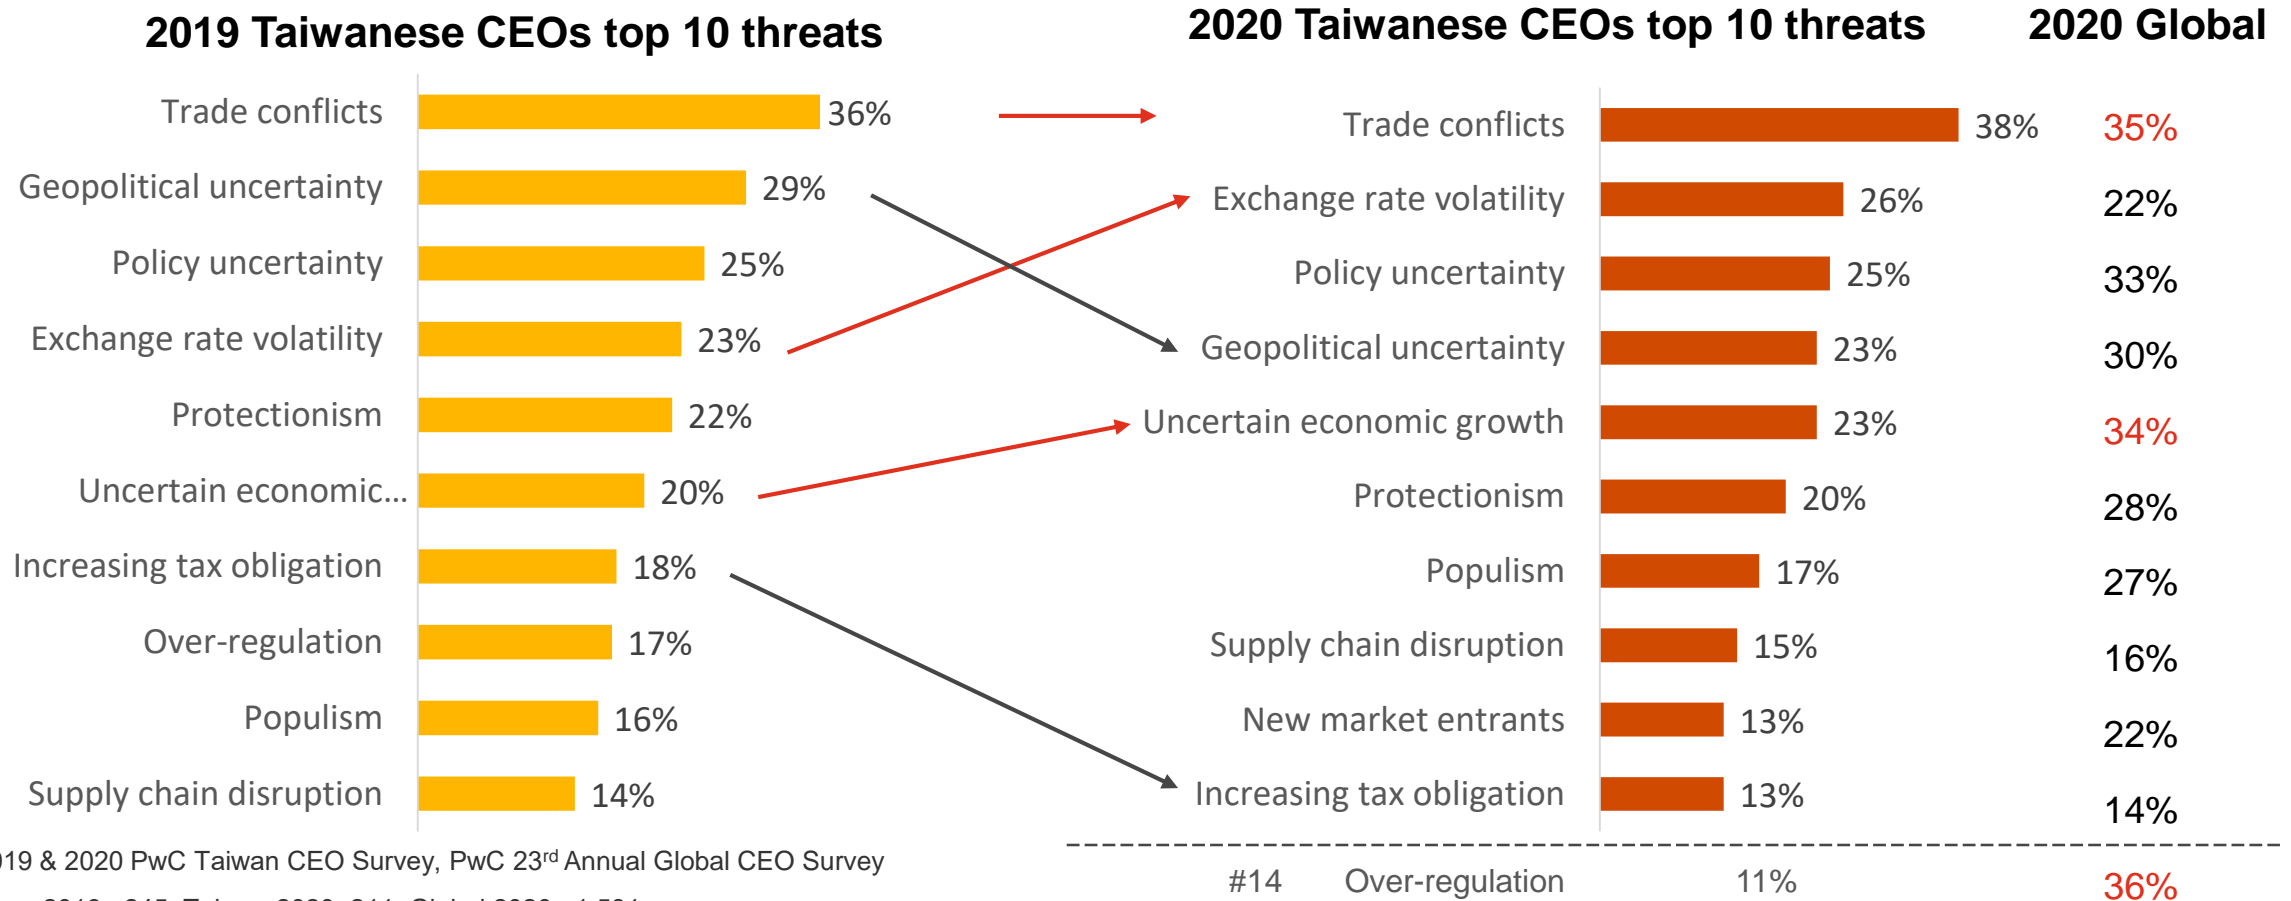 2019 Taiwanese CEOs top 10 threats
Trade conflicts 36%
Geopolitical uncertainty 29%
Policy uncertainty 25%
Exchange rate volatility 23%
Protectionism 22%
Uncertain economic... 20%
Increasing tax obligation 18%
Over-regulation 17%
Populism 16%
Supply chain disruption 14%
2020 Taiwanese CEOs top 10 threats 2020 Global
Trade conflicts 38% 35%
Exchange rate volatility 26% 22%
Policy uncertainty 25% 33%
Geopolitical uncertainty 23% 30%
Uncertain economic growth 23% 34%
Protectionism 20% 28%
Populism 17% 27%
Supply chain disruption 15% 16%
New market entrants 13% 22%
Increasing tax obligation 13% 14%
#14 Over-regulation 11% 36%
019 & 2020 PwC Taiwan CEO Survey, PwC 23rd Annual Global CEO Survey